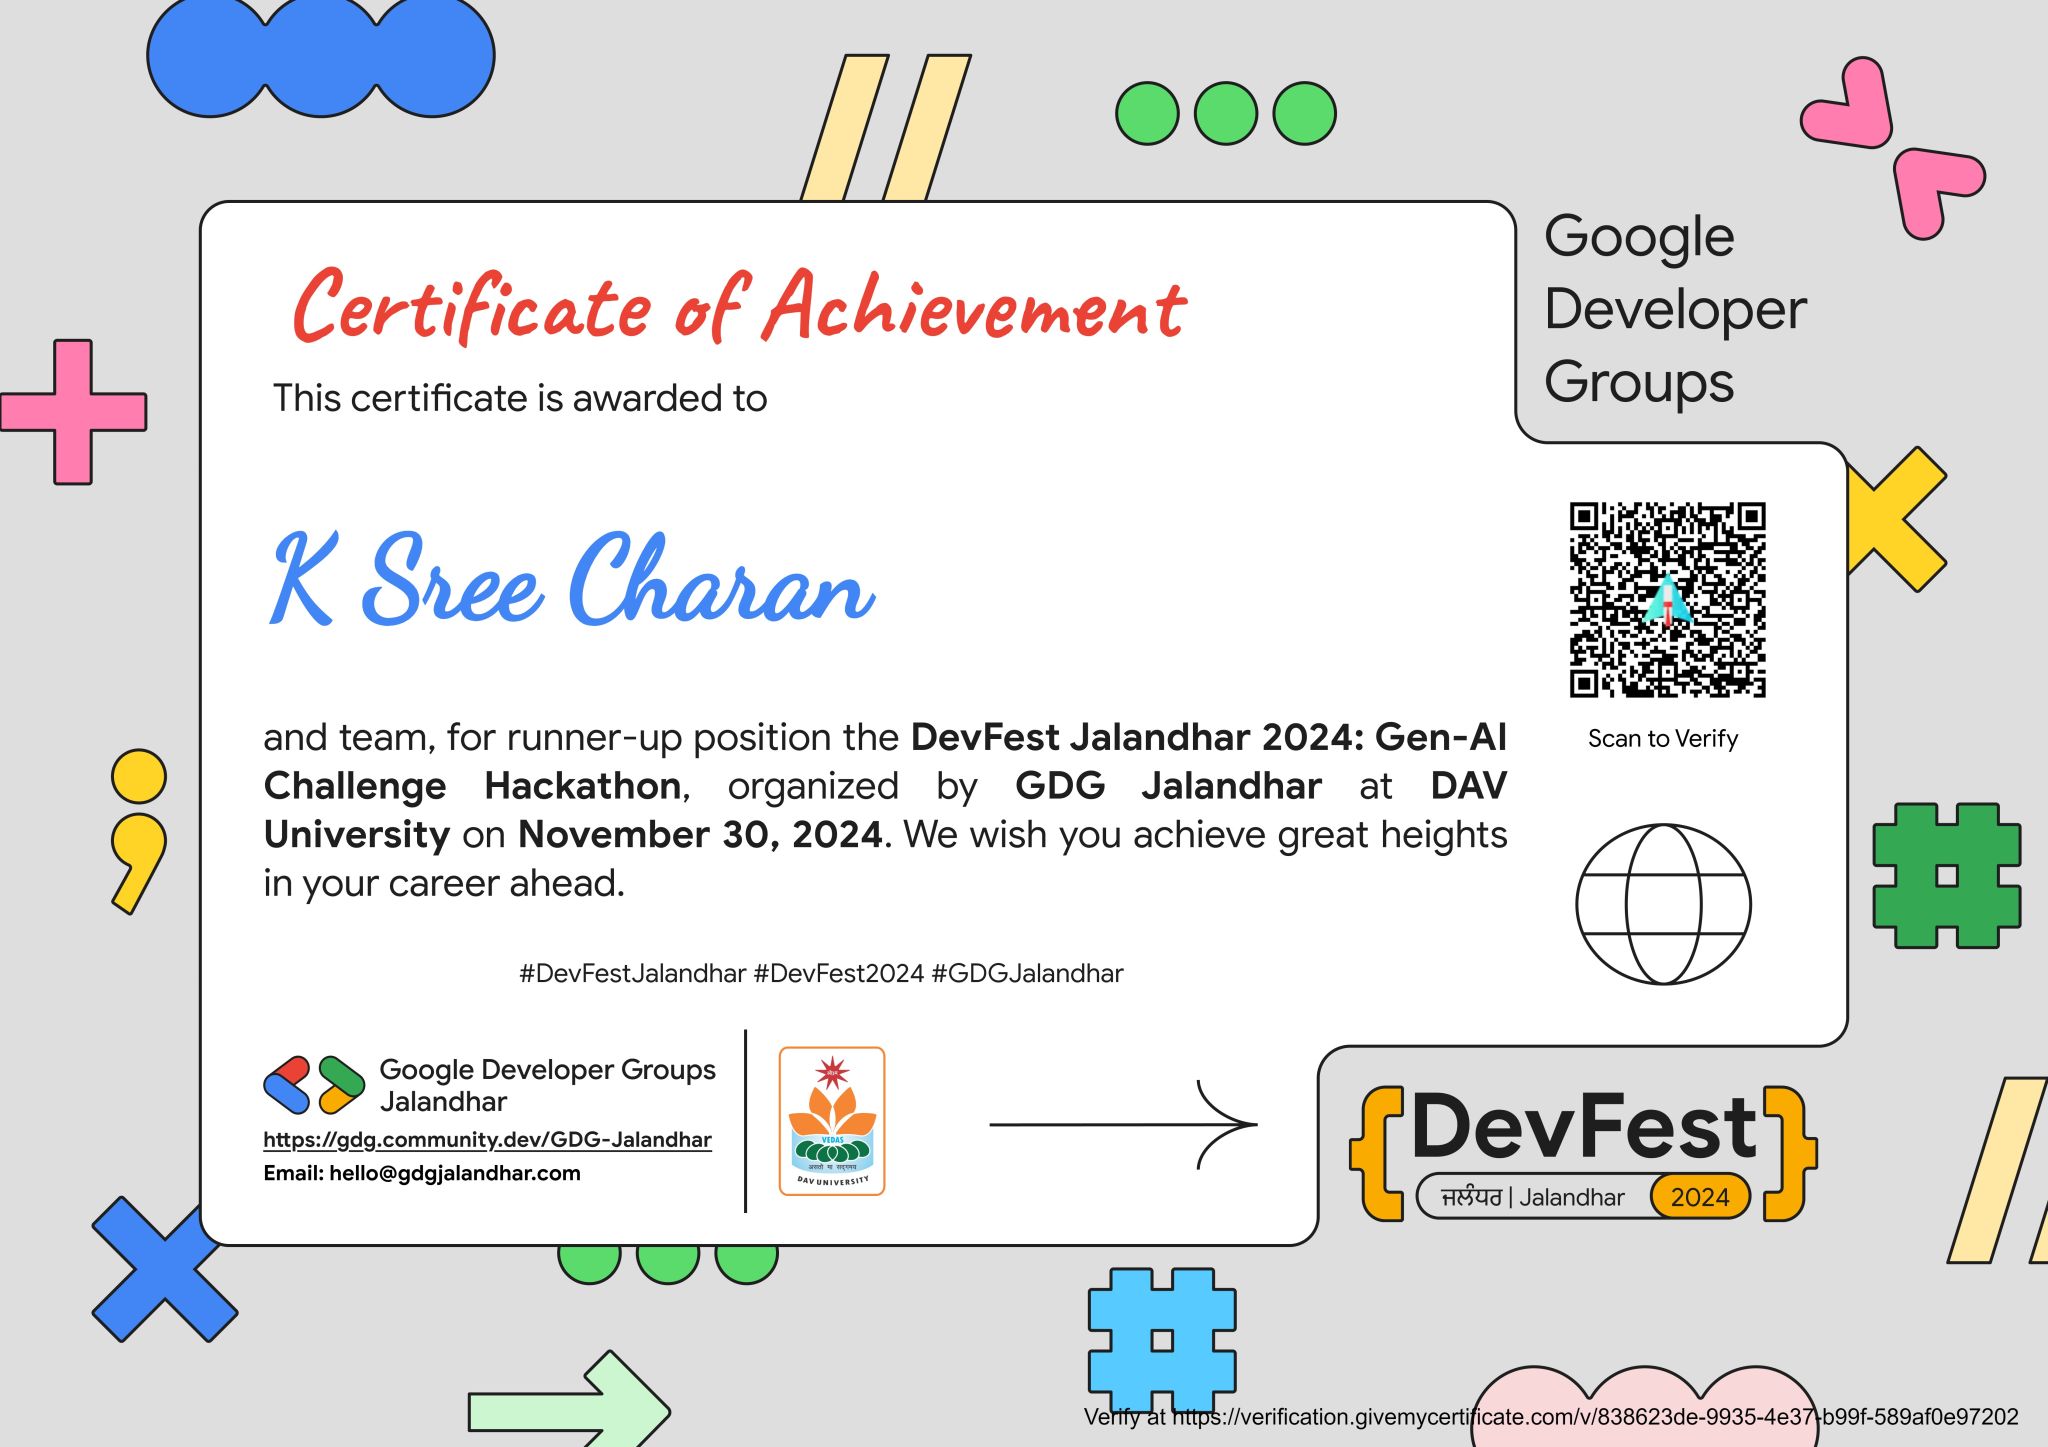 Google
Developer
Groups
Certificate of Achievement
This certificate is awarded to
K Sree Charan
and team, for runner-up position the DevFest Jalandhar 2024: Gen-AI
Challenge Hackathon, organized by GDG Jalandhar at DAV
University on November 30, 2024. We wish you achieve great heights
in your career ahead.
Scan to Verify
#DevFestJalandhar #DevFest2024 #GDGJalandhar
Google Developer Groups
Jalandhar
https://gdg.community.dev/GDG-Jalandhar
Email: hello@gdgjalandhar.com
VEDAS
असतो मा सद्गमय
DAV UNIVERSITY
DevFest
ਜਲੰਧਰ | Jalandhar 2024
Verify at https://verification.givemycertificate.com/v/838623de-9935-4e37-b99f-589af0e97202